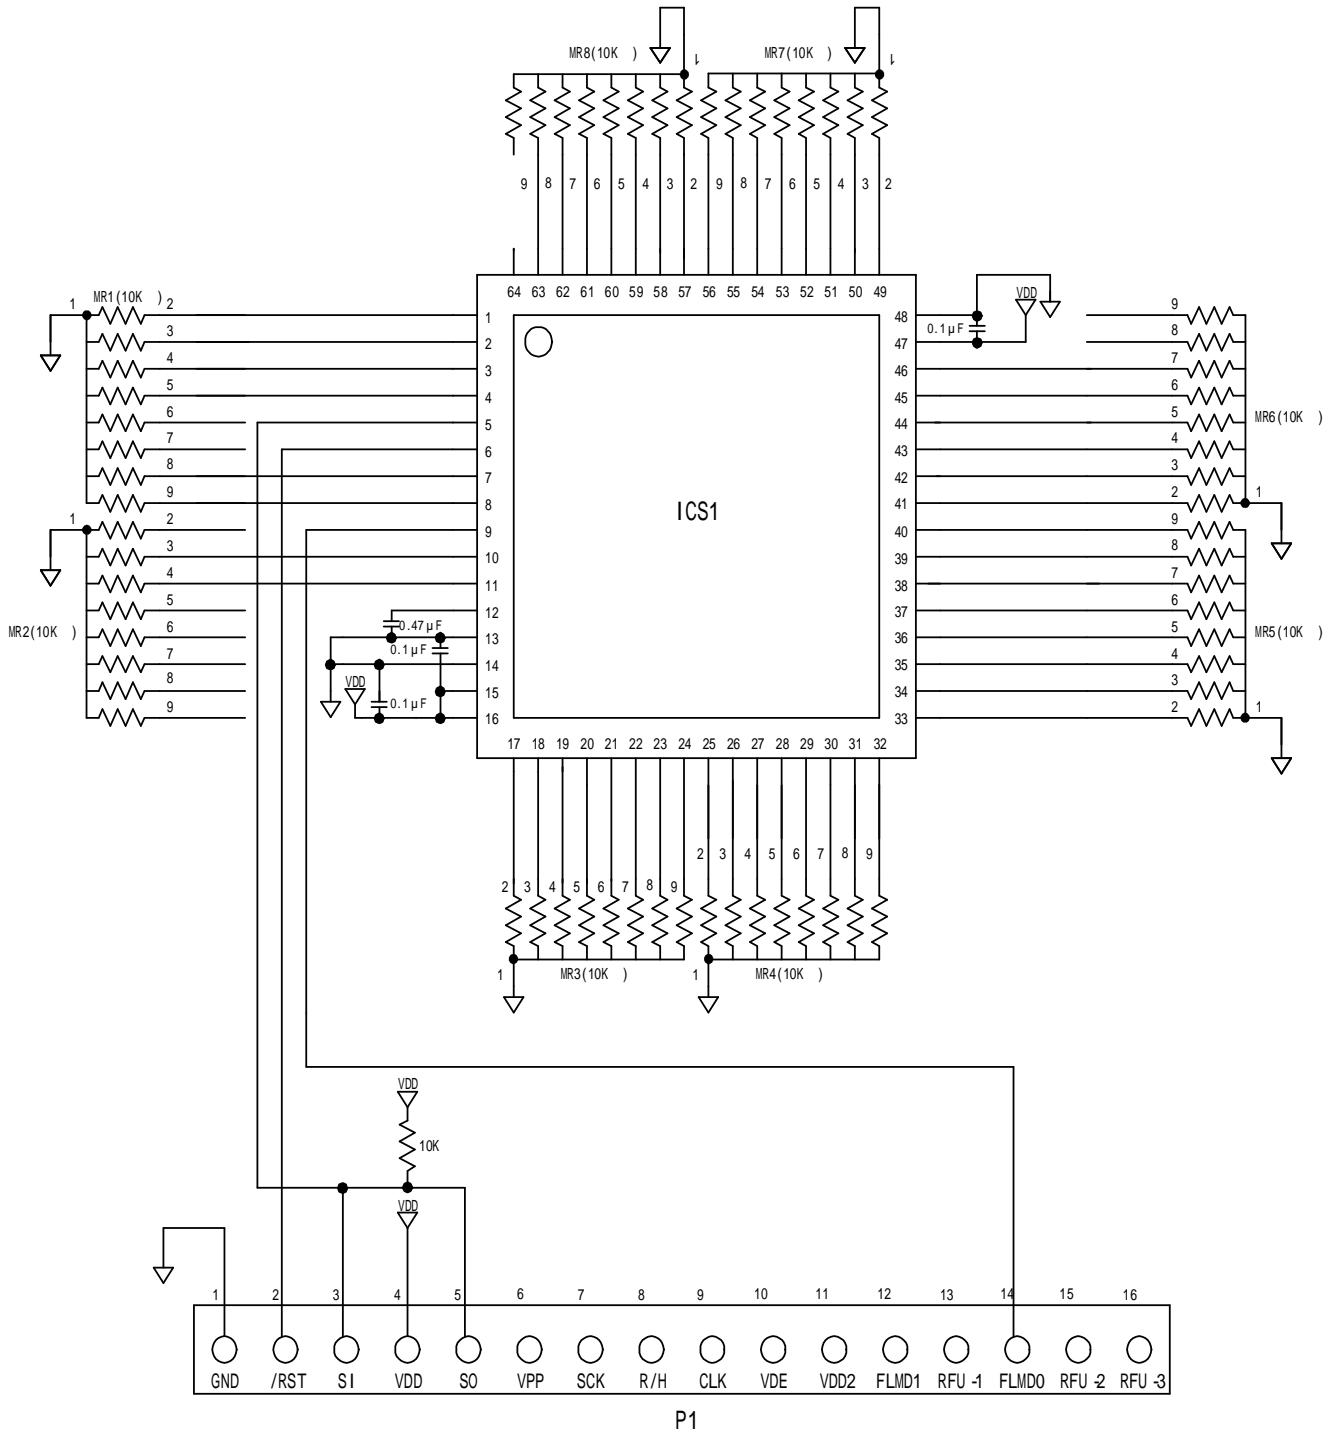 MR8(10K ) 1 MR7(10K ) 1
9 8 7 6 5 4 3 2 9 8 7 6 5 4 3 2
64 63 62 61 60 59 58 57 56 55 54 53 52 51 50 49
1 MR1(10K ) 2 1 48 VDD 9
0.1μF
3 2 47 8
4 3 46 7
5 4 45 6
6 5 44 5 MR6(10K )
7 6 43 4
8 7 42 3
9 8 41 2 1
ICS1
1 2 9 40 9
3 10 39 8
4 11 38 7
5 12 37 6
0.47μF
MR2(10K ) 6 13 36 5 MR5(10K )
0.1μF
7 14 35 4
8 VDD 15 34 3
0.1μF
9 16 33 2 1
17 18 19 20 21 22 23 24 25 26 27 28 29 30 31 32
2 3 4 5 6 7 8 9
2 3 4 5 6 7 8 9
1 MR3(10K ) 1 MR4(10K )
VDD
10K
VDD
1 2 3 4 5 6 7 8 9 10 11 12 13 14 15 16
GND /RST SI VDD SO VPP SCK R/H CLK VDE VDD2 FLMD1 RFU-1 FLMD0 RFU-2 RFU-3
P1